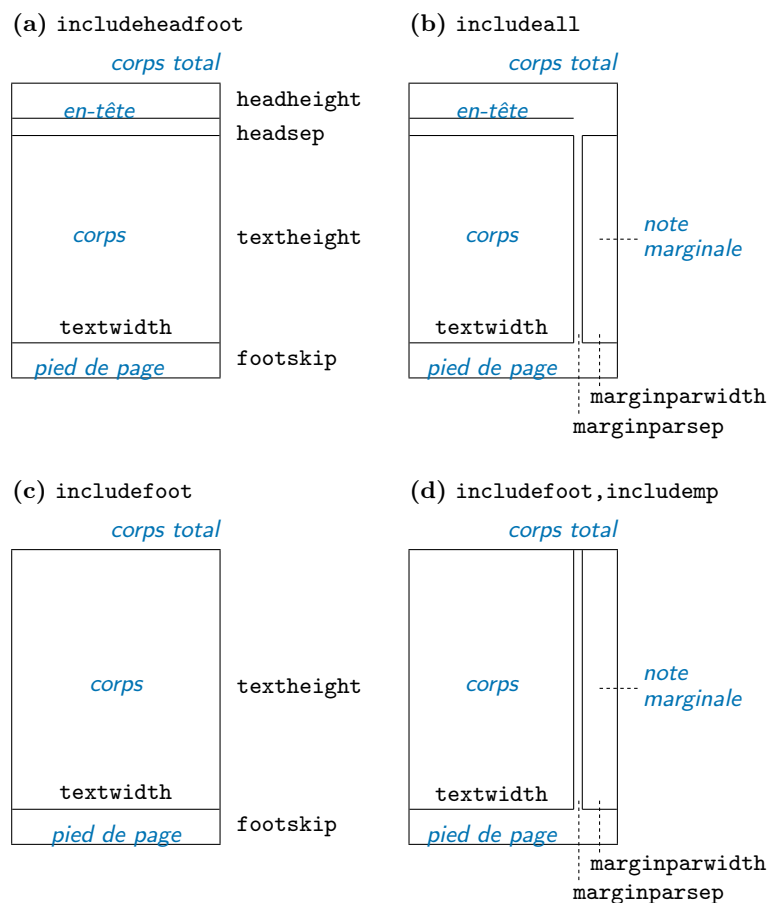 (a) includeheadfoot
corps total
en-tête
headheight
headsep
corps
textheight
textwidth
pied de page
footskip
(b) includeall
corps total
en-tête
corps
note
marginale
textwidth
pied de page
marginparwidth
marginparsep
(c) includefoot
corps total
corps
textheight
textwidth
pied de page
footskip
(d) includefoot,includemp
corps total
corps
note
marginale
textwidth
pied de page
marginparwidth
marginparsep